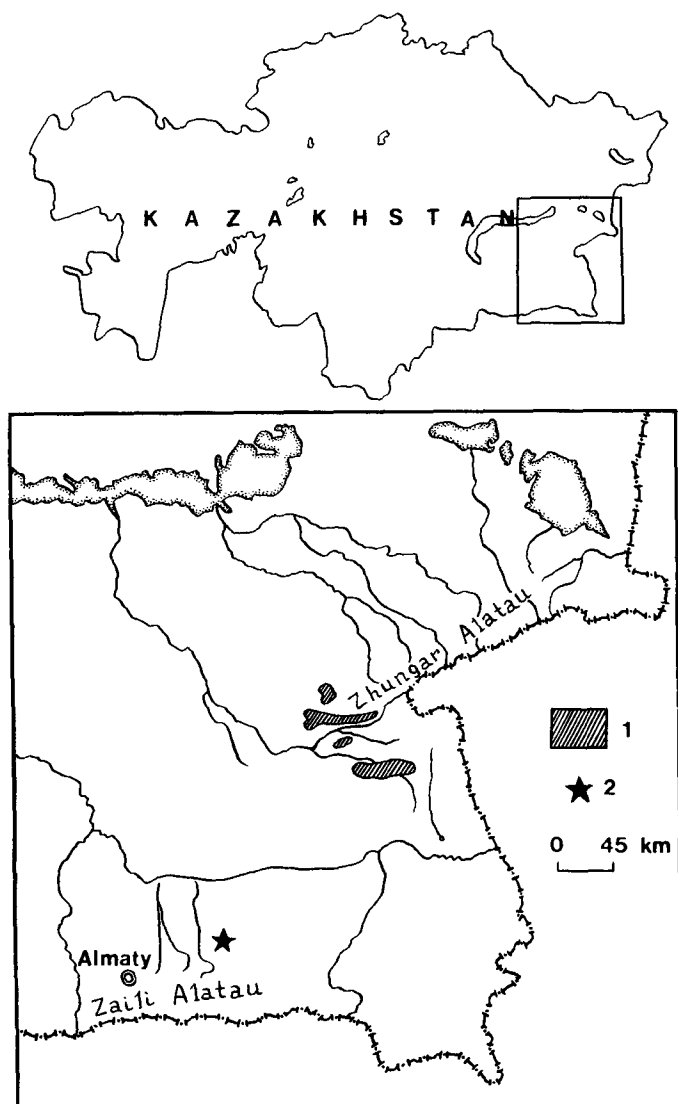 KAZAKHSTAN
Zhungar Alatau
1
2
0 45 km
Almaty
Zaili Alatau